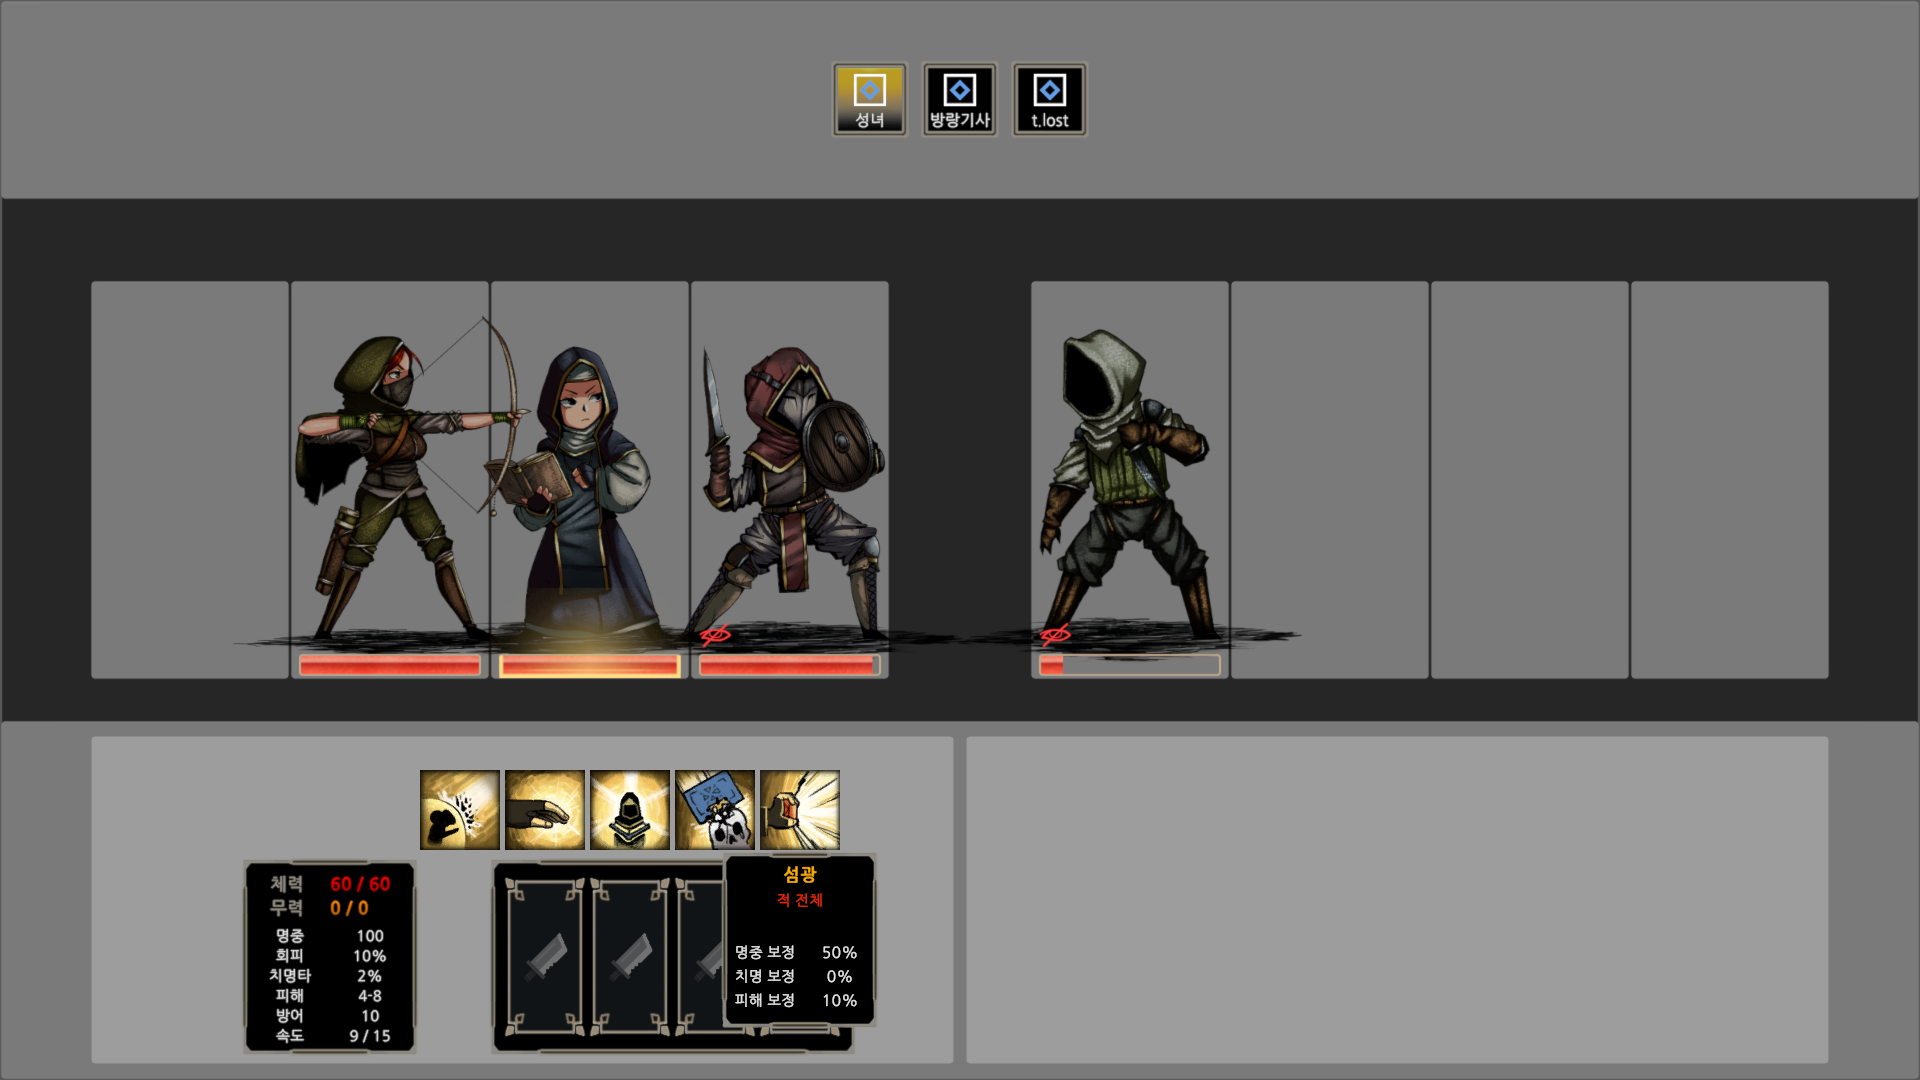 성녀
방랑기사
t.lost
체력 60 / 60
무력 0 / 0
명중 100
회피 10%
치명타 2%
피해 4-8
방어 10
속도 9 / 15
섬광
적 전체
명중 보정 50%
치명 보정 0%
피해 보정 10%